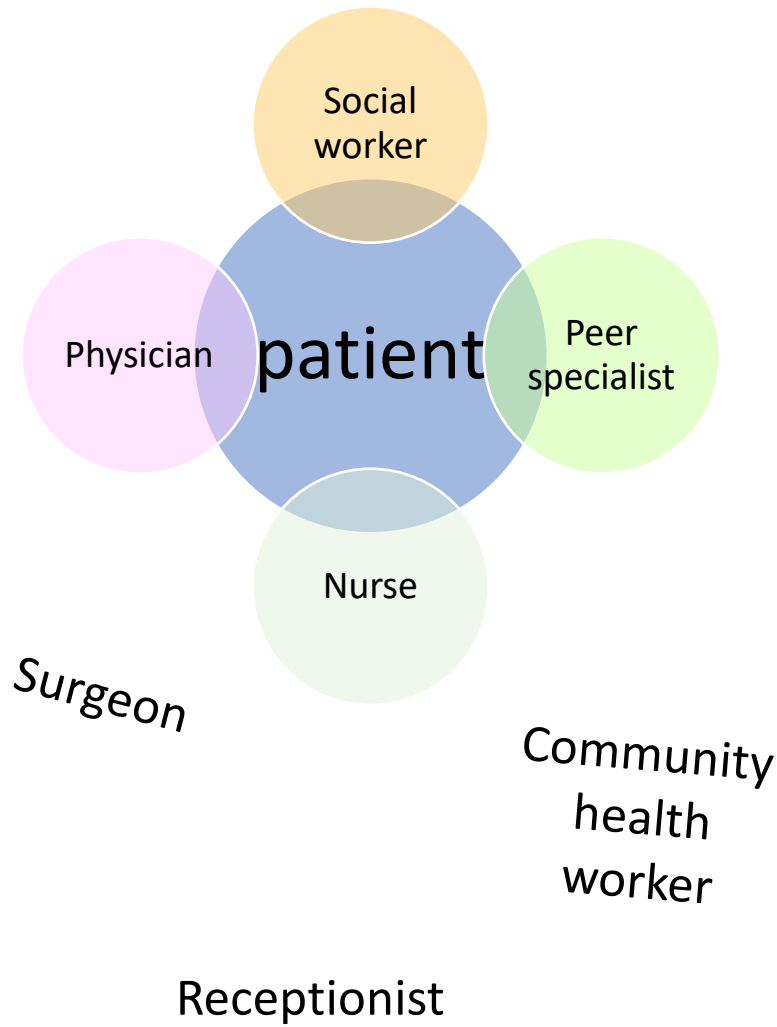 Social
worker
Physician
patient
Peer
specialist
Nurse
Surgeon
Community
health
worker
Receptionist